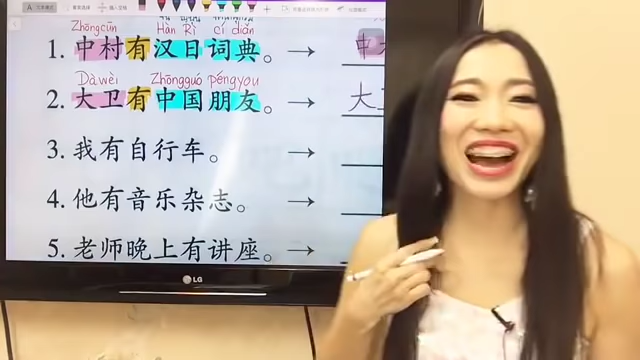 Zhōngcūn Hàn Rì cí diǎn
1. 中村有汉日词典。→ 中
Dàwèi Zhōngguó péngyou
2. 大卫有中国朋友。→ 大
3. 我有自行车。→
4. 他有音乐杂志。→
5. 老师晚上有讲座。→
LG